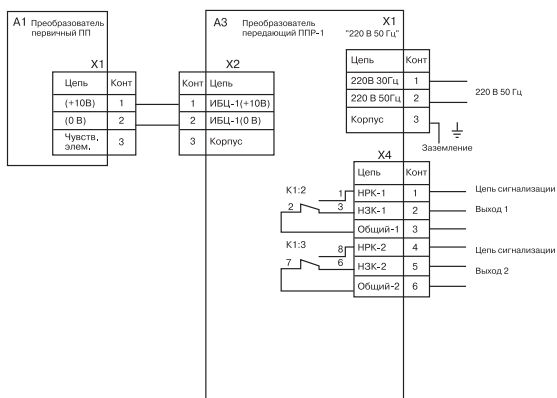 А1 Преобразователь
первичный ПП
X1
Цепь Конт
(+10В) 1
(0 В) 2
Чувств.
элем. 3
А3 Преобразователь
передающий ППР-1
X2
Конт Цепь
1 ИБЦ-1(+10В)
2 ИБЦ-1(0 В)
3 Корпус
X1
"220 В 50 Гц"
Цепь Конт
220В 30Гц 1
220 В 50Гц 2
Корпус 3
220 В 50 Гц
Заземление
X4
Цепь Конт
К1:2
1 НРК-1 1
2 3 НЗК-1 2
Общий-1 3
К1:3
8 НРК-2 4
7 6 НЗК-2 5
Общий-2 6
Цепь сигнализации
Выход 1
Цепь сигнализации
Выход 2